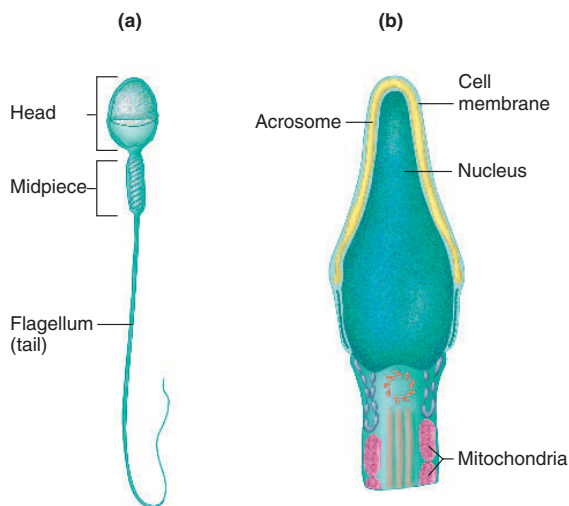 (a)
Head
Midpiece
Flagellum
(tail)
(b)
Cell
membrane
Acrosome
Nucleus
Mitochondria